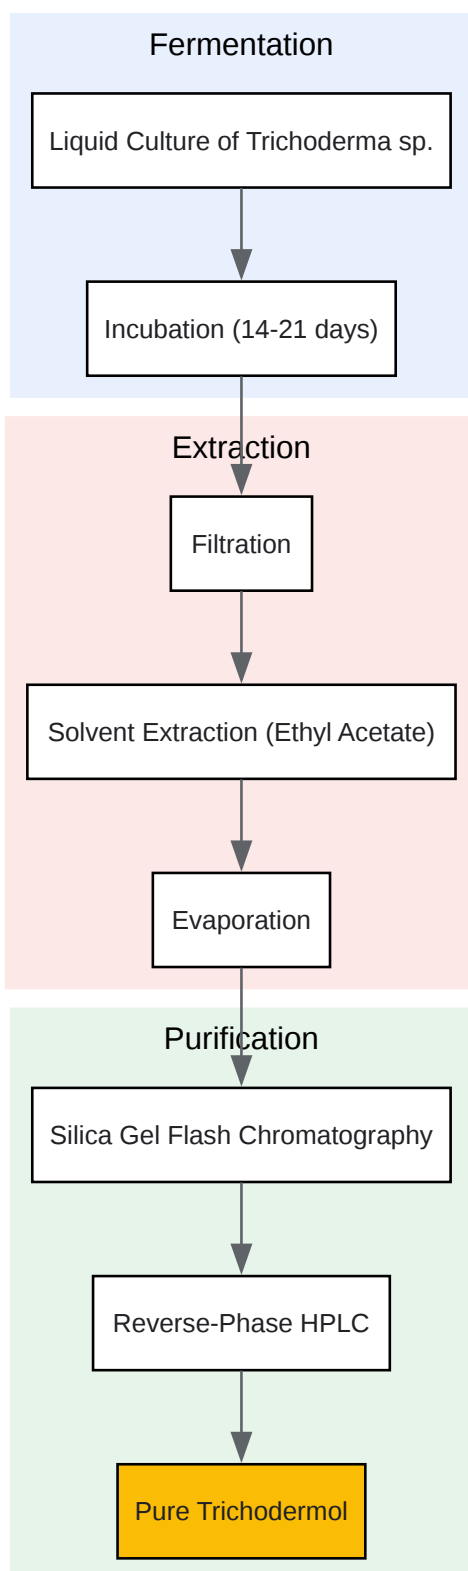 Fermentation
Liquid Culture of Trichoderma sp.
Incubation (14-21 days)
Extraction
Filtration
Solvent Extraction (Ethyl Acetate)
Evaporation
Purification
Silica Gel Flash Chromatography
Reverse-Phase HPLC
Pure Trichodermol